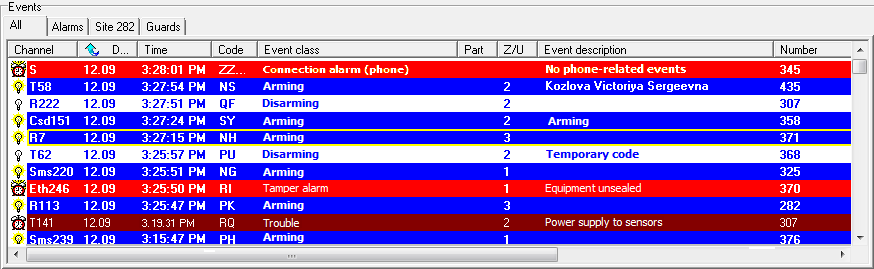 Events
All Alarms Site 282 Guards
Channel D... Time Code Event class Part Z/U Event description Number
S 12.09 3:28:01 PM ZZ... Connection alarm (phone) No phone-related events 345
T58 12.09 3:27:54 PM NS Arming 2 Kozlova Victoriya Sergeevna 435
R222 12.09 3:27:51 PM QF Disarming 2 307
Csd151 12.09 3:27:24 PM SY Arming 2 Arming 358
R7 12.09 3:27:15 PM NH Arming 3 371
T62 12.09 3:25:57 PM PU Disarming 2 Temporary code 368
Sms220 12.09 3:25:51 PM NG Arming 1 325
Eth246 12.09 3:25:50 PM RI Tamper alarm 1 Equipment unsealed 370
R113 12.09 3:25:47 PM PK Arming 3 282
T141 12.09 3.19.31 PM RQ Trouble 2 Power supply to sensors 307
Sms239 12.09 3:15:47 PM PH Arming 1 376